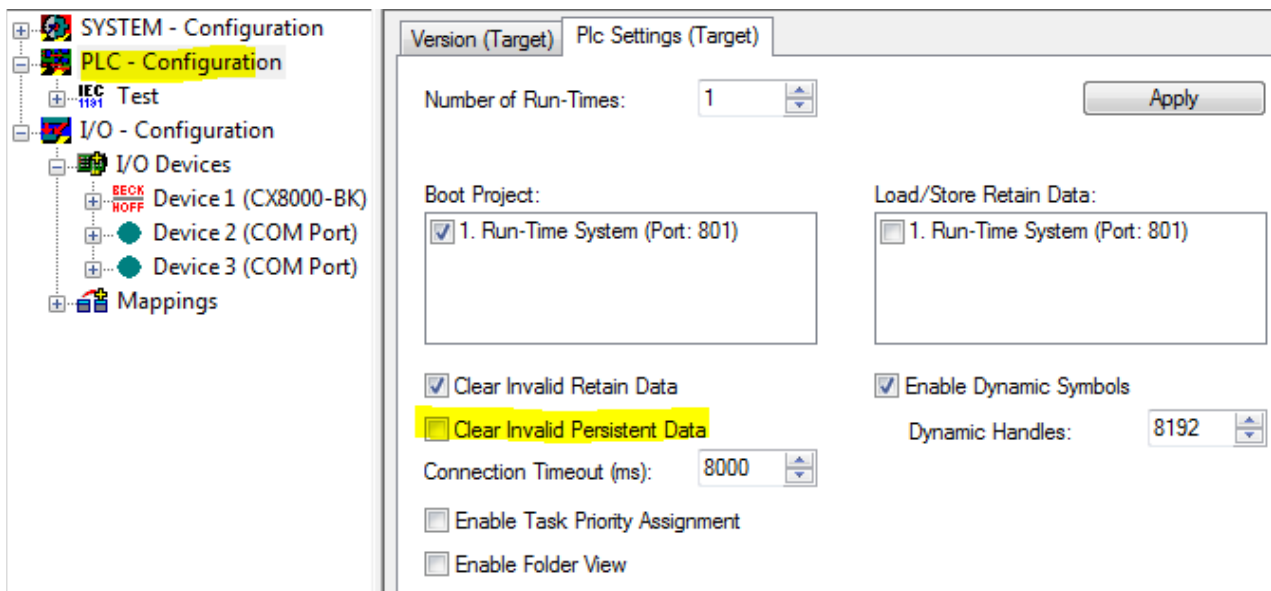 SYSTEM - Configuration
PLC - Configuration
IEC
1131
Test
I/O - Configuration
I/O Devices
BECK
HOFF
Device 1 (CX8000-BK)
Device 2 (COM Port)
Device 3 (COM Port)
Mappings
Version (Target)
Plc Settings (Target)
Number of Run-Times:
1
Apply
Boot Project:
1. Run-Time System (Port: 801)
Load/Store Retain Data:
1. Run-Time System (Port: 801)
Clear Invalid Retain Data
Enable Dynamic Symbols
Clear Invalid Persistent Data
Dynamic Handles:
8192
Connection Timeout (ms):
8000
Enable Task Priority Assignment
Enable Folder View